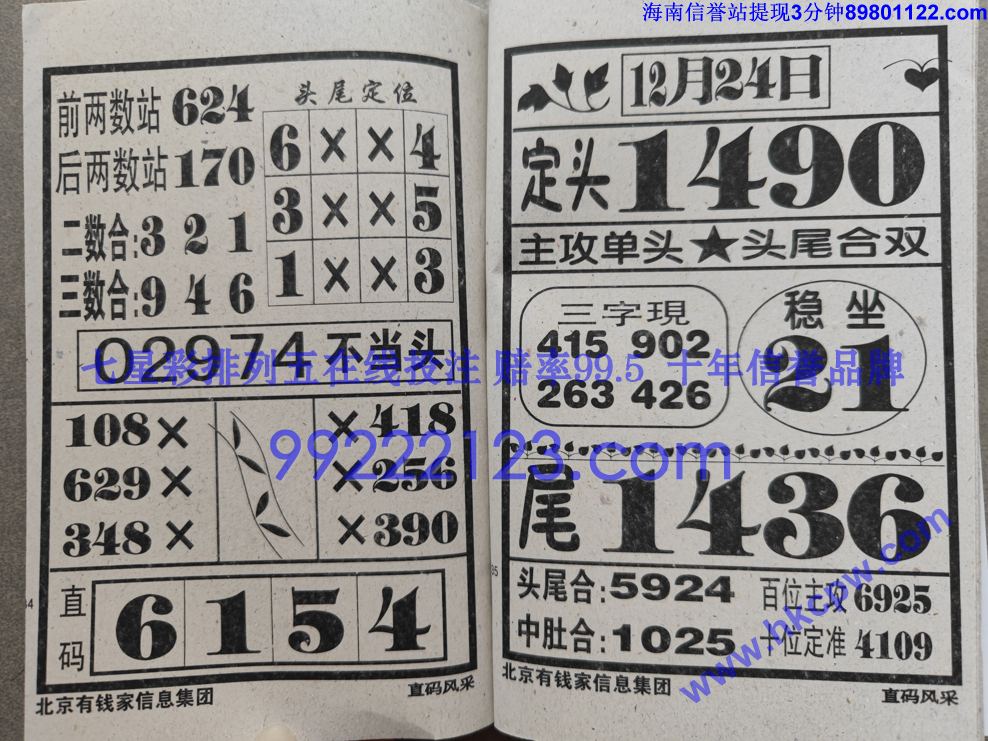 海南信誉站提现3分钟89801122.com
前两数站 624
后两数站 170
二数合:3 2 1
三数合:9 4 6
头尾定位
6 × × 4
3 × × 5
1 × × 3
02974 不当头
七星彩排列五在线投注 赔率99.5 十年信誉品牌
108× ×418
99222123.com
629× ×256
348× ×390
直码 6 1 5 4
34
北京有钱家信息集团 直码风采
12月24日
定头 1490
主攻单头★头尾合双
三字現
415 902
263 426
稳坐
21
尾 1436
35
头尾合:5924 百位主攻 6925
中肚合:1025 十位定准 4109
www.hkcpw.com
北京有钱家信息集团 直码风采